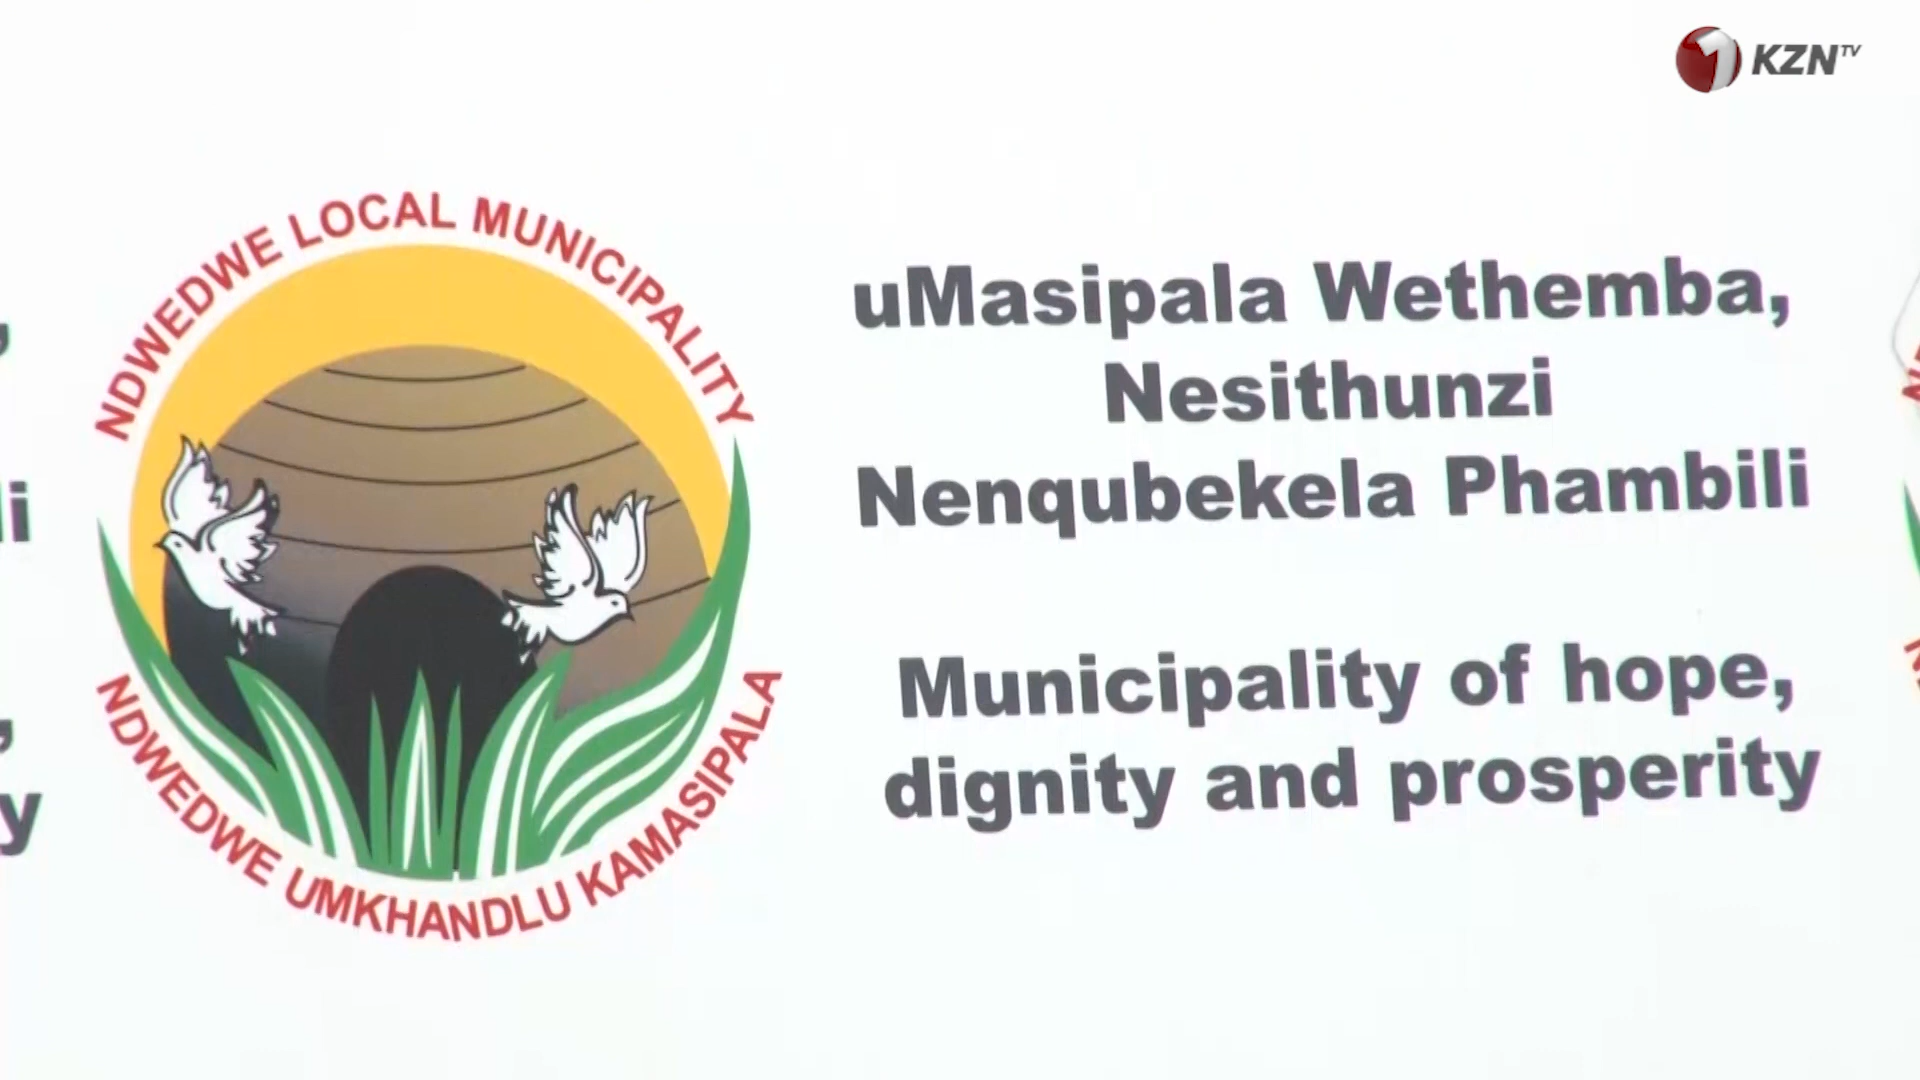 1 KZN TV
NDWEDWE LOCAL MUNICIPALITY
NDWEDWE UMKHANDLU KAMASIPALA
uMasipala Wethemba,
Nesithunzi
Nenqubekela Phambili
Municipality of hope,
dignity and prosperity